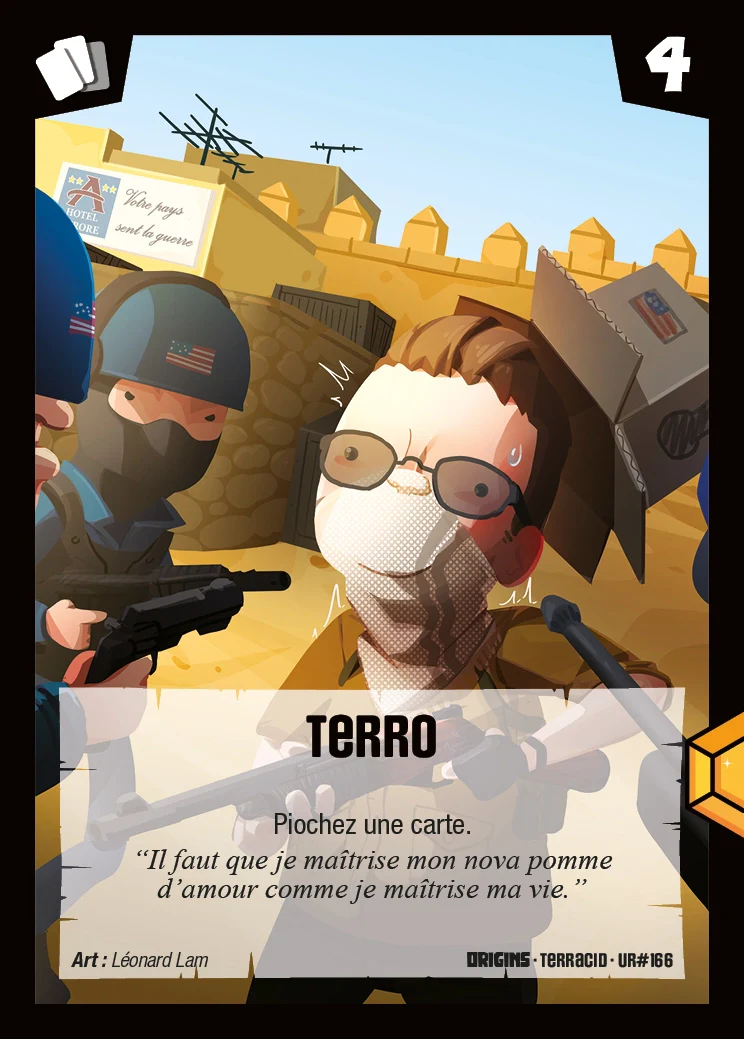 4
A
HOTEL
Votre pays
sent la guerre
TERRO
Piochez une carte.
“Il faut que je maîtrise mon nova pomme
d’amour comme je maîtrise ma vie.”
Art : Léonard Lam
ORIGINS · TERRACID · UR#166